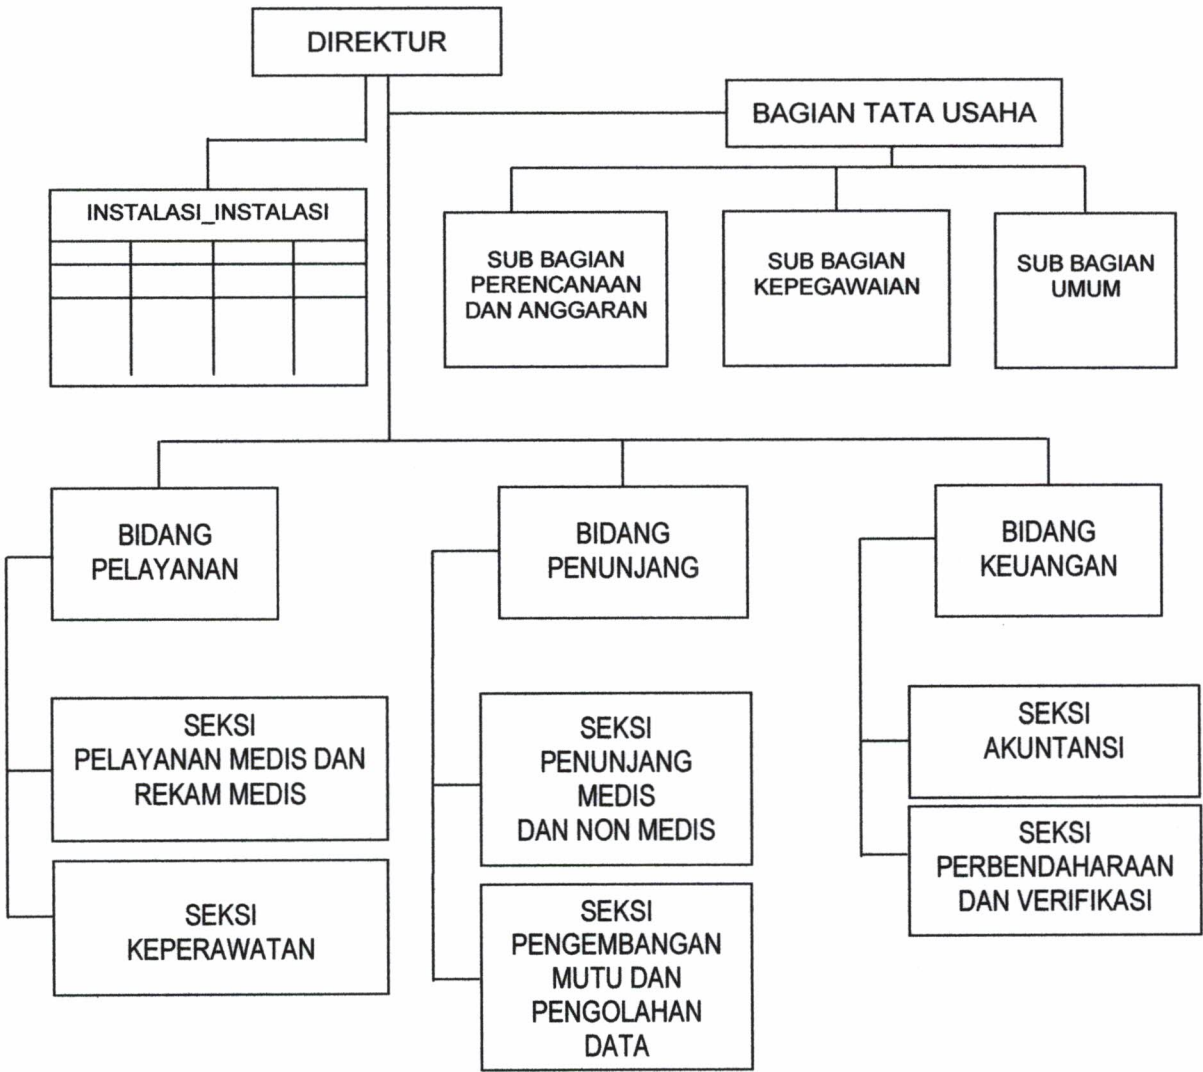 DIREKTUR
BAGIAN TATA USAHA
INSTALASI_INSTALASI
SUB BAGIAN
PERENCANAAN
DAN ANGGARAN
SUB BAGIAN
KEPEGAWAIAN
SUB BAGIAN
UMUM
BIDANG
PELAYANAN
BIDANG
PENUNJANG
BIDANG
KEUANGAN
SEKSI
PELAYANAN MEDIS DAN
REKAM MEDIS
SEKSI
KEPERAWATAN
SEKSI
PENUNJANG
MEDIS
DAN NON MEDIS
SEKSI
PENGEMBANGAN
MUTU DAN
PENGOLAHAN
DATA
SEKSI
AKUNTANSI
SEKSI
PERBENDAHARAAN
DAN VERIFIKASI